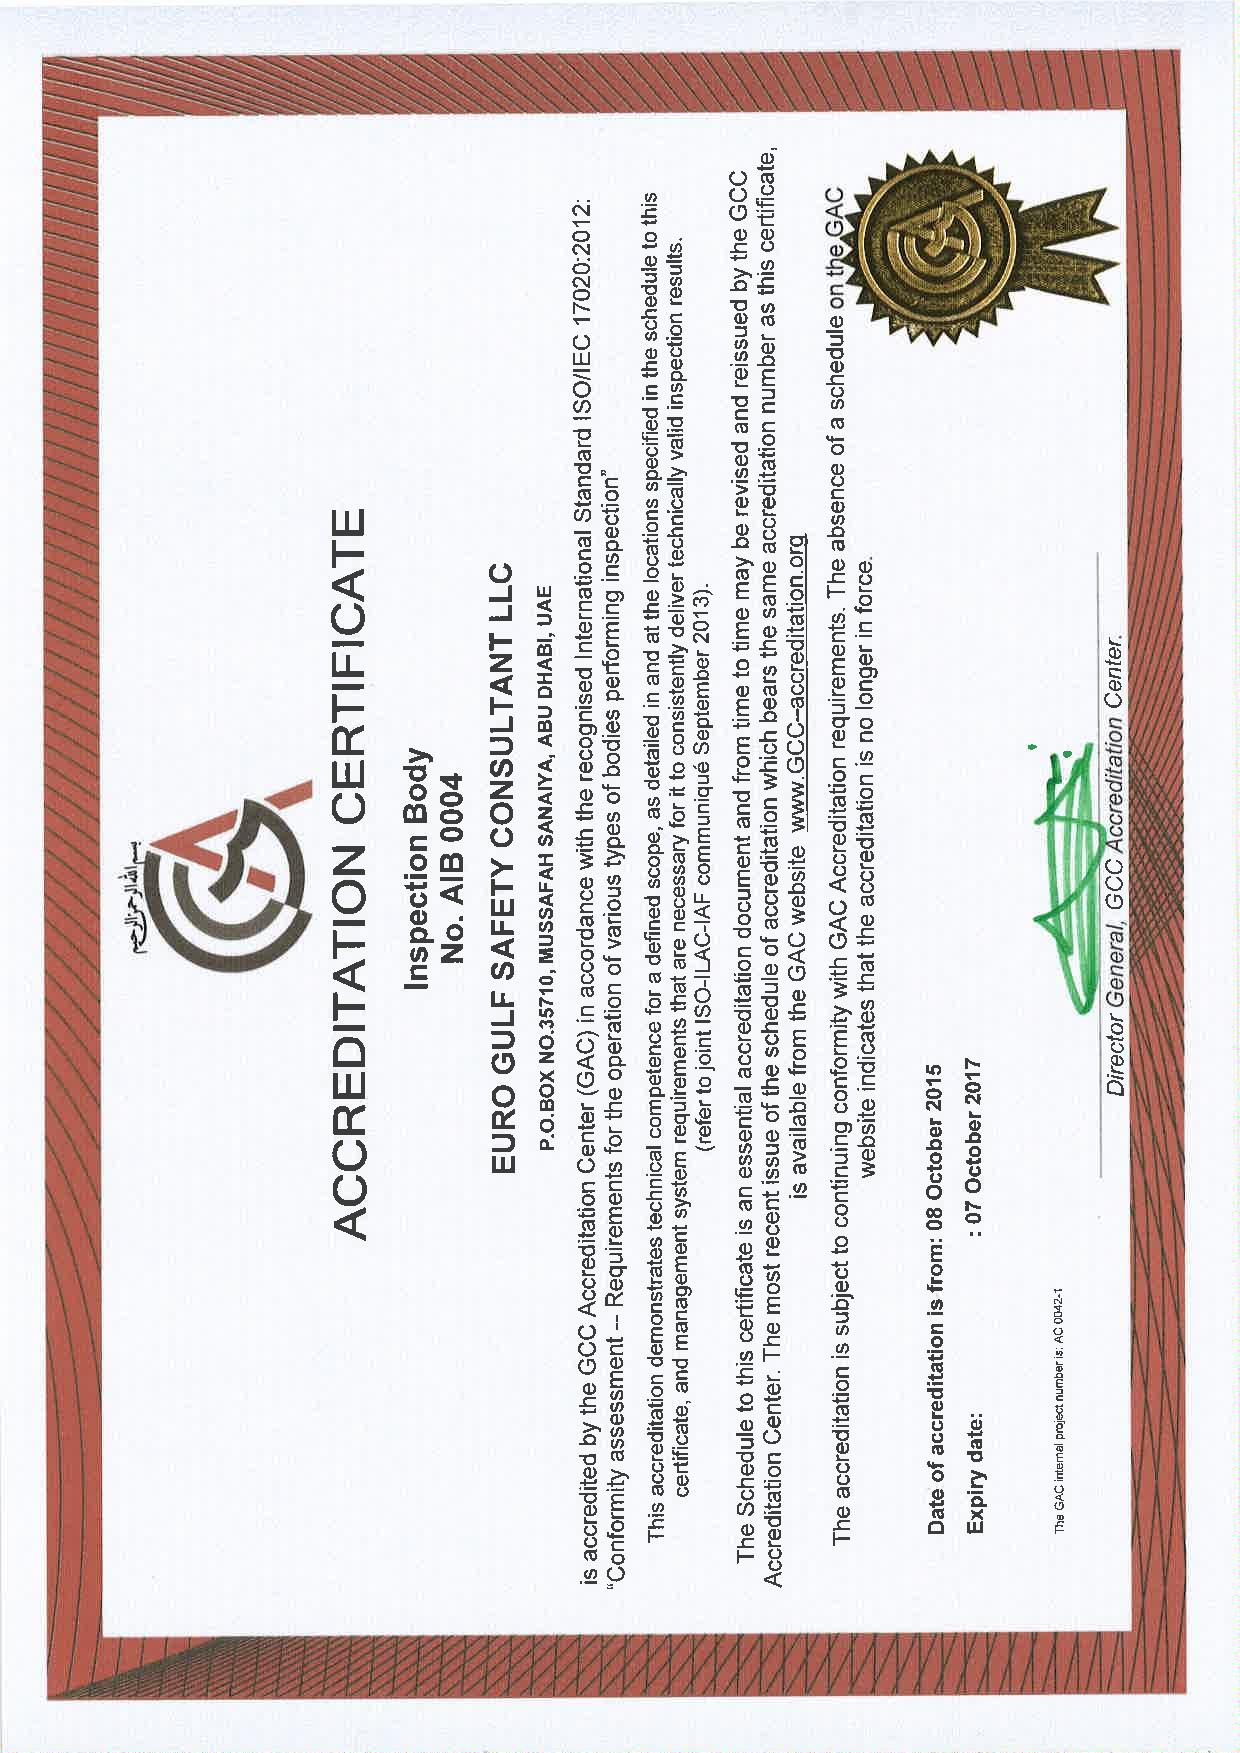 بسم الله الرحمن الرحيم
ACCREDITATION CERTIFICATE
Inspection Body
No. AIB 0004
EURO GULF SAFETY CONSULTANT LLC
P.O.BOX NO.35710, MUSSAFAH SANAIYA, ABU DHABI, UAE
is accredited by the GCC Accreditation Center (GAC) in accordance with the recognised International Standard ISO/IEC 17020:2012:
“Conformity assessment -- Requirements for the operation of various types of bodies performing inspection”
This accreditation demonstrates technical competence for a defined scope, as detailed in and at the locations specified in the schedule to this
certificate, and management system requirements that are necessary for it to consistently deliver technically valid inspection results.
(refer to joint ISO-ILAC-IAF communiqué September 2013).
The Schedule to this certificate is an essential accreditation document and from time to time may be revised and reissued by the GCC
Accreditation Center. The most recent issue of the schedule of accreditation which bears the same accreditation number as this certificate,
is available from the GAC website www.GCC–accreditation.org
The accreditation is subject to continuing conformity with GAC Accreditation requirements. The absence of a schedule on the GAC
website indicates that the accreditation is no longer in force.
Date of accreditation is from: 08 October 2015
Expiry date: : 07 October 2017
Director General, GCC Accreditation Center.
The GAC internal project number is: AC 0042-1